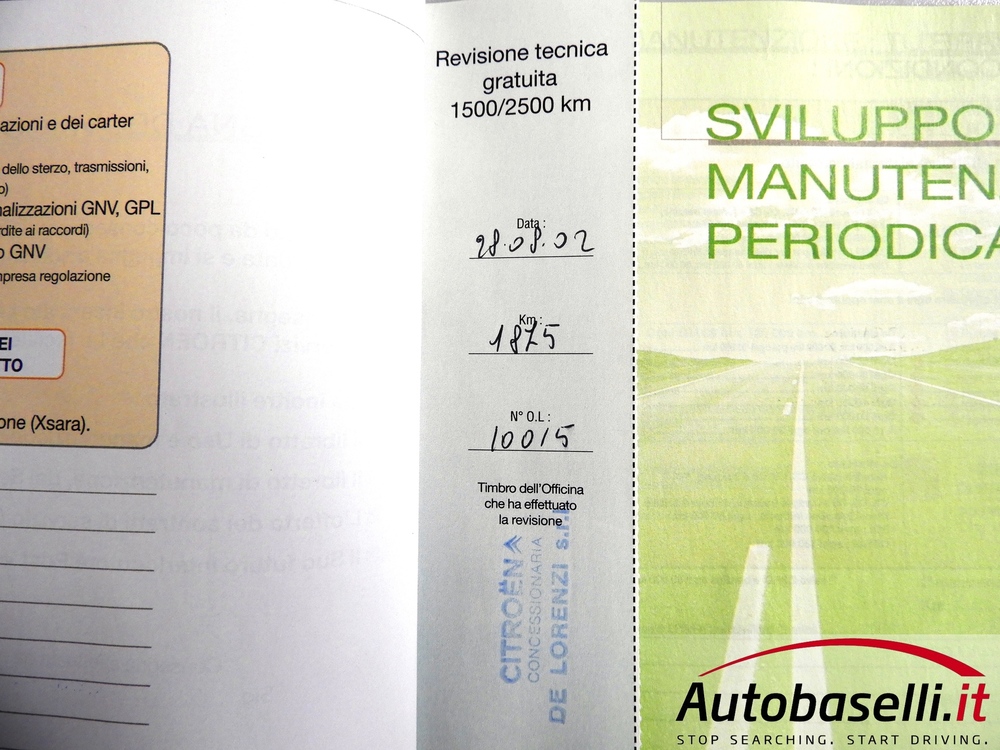 azioni e dei carter
dello sterzo, trasmissioni,
o)
alizzazioni GNV, GPL
rdite ai raccordi)
o GNV
mpresa regolazione
EI
TTO
one (Xsara).
Revisione tecnica
gratuita
1500/2500 km
Data :
28.08.02
Km :
1875
N° O.L :
10015
Timbro dell'Officina
che ha effettuato
la revisione
CITROËN
CONCESSIONARIA
DE LORENZI s.r.l.
SVILUPPO
MANUTEN
PERIODICA
Autobaselli.it
STOP SEARCHING. START DRIVING.